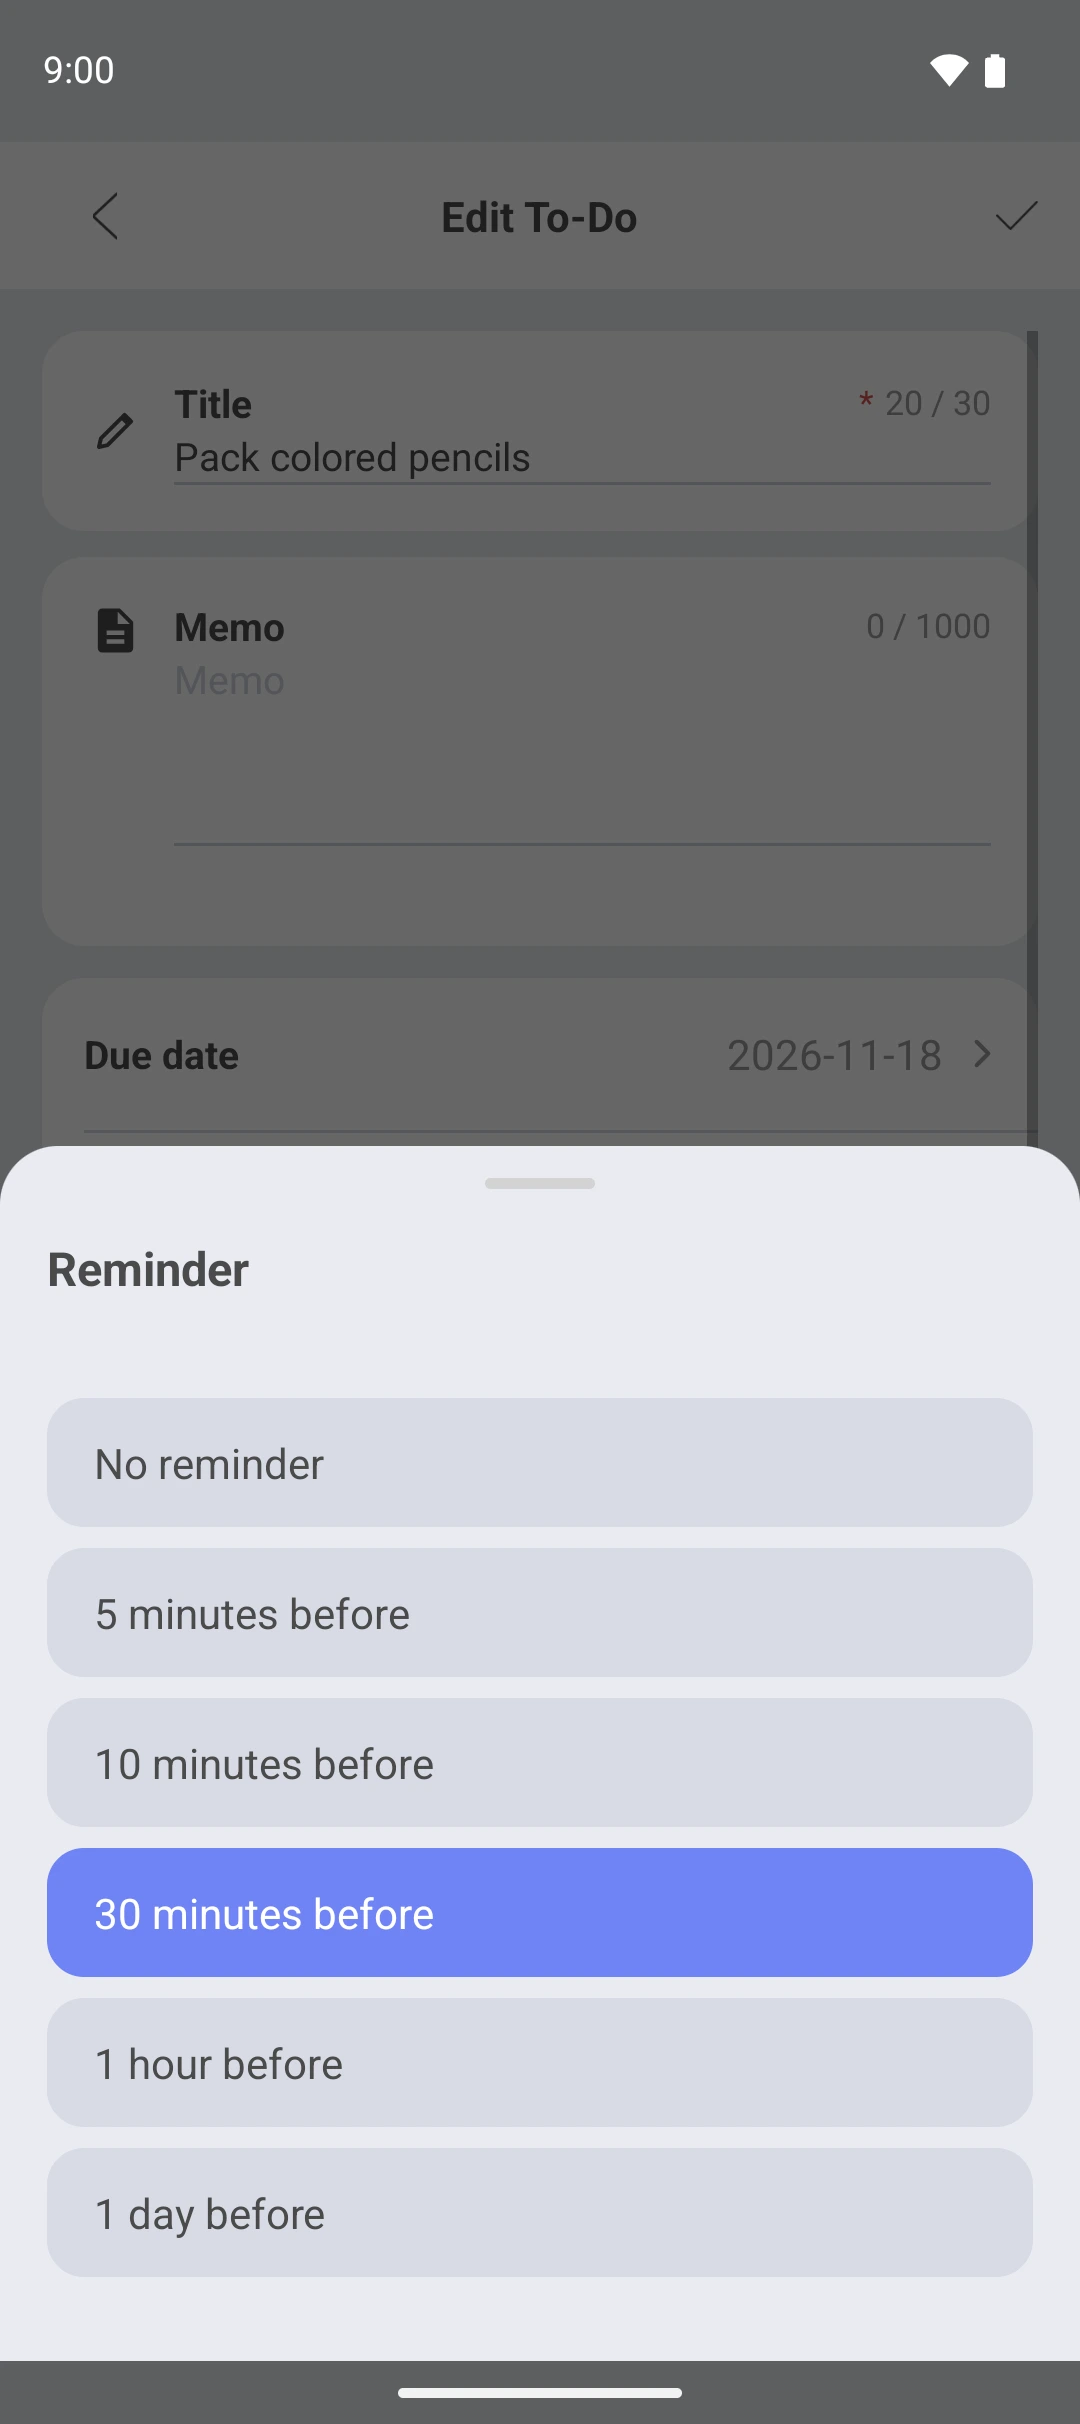 9:00
Edit To-Do
Title
* 20 / 30
Pack colored pencils
Memo
0 / 1000
Memo
Due date
2026-11-18
Reminder
No reminder
5 minutes before
10 minutes before
30 minutes before
1 hour before
1 day before